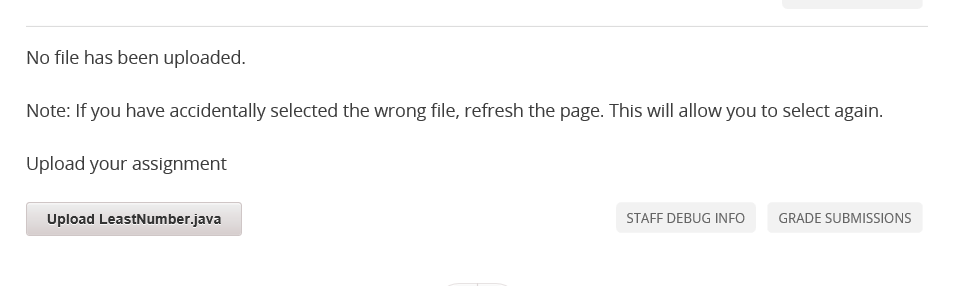 No file has been uploaded.
Note: If you have accidentally selected the wrong file, refresh the page. This will allow you to select again.
Upload your assignment
Upload LeastNumber.java
STAFF DEBUG INFO
GRADE SUBMISSIONS